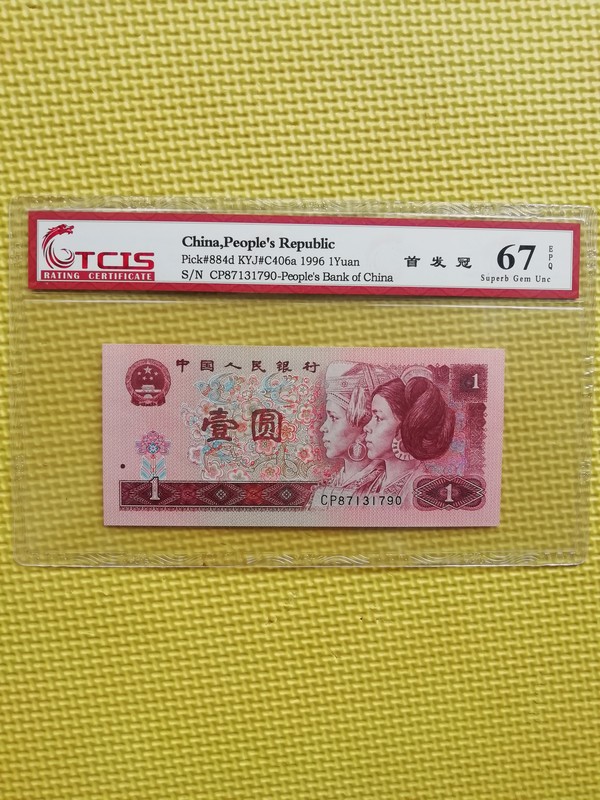 TCIS
RATING CERTIFICATE
China,People's Republic
Pick#884d KYJ#C406a 1996 1Yuan
S/N CP87131790-People's Bank of China
首发冠
67
EPQ
Superb Gem Unc
中国人民银行
1
壹圆
1
CP87131790
1